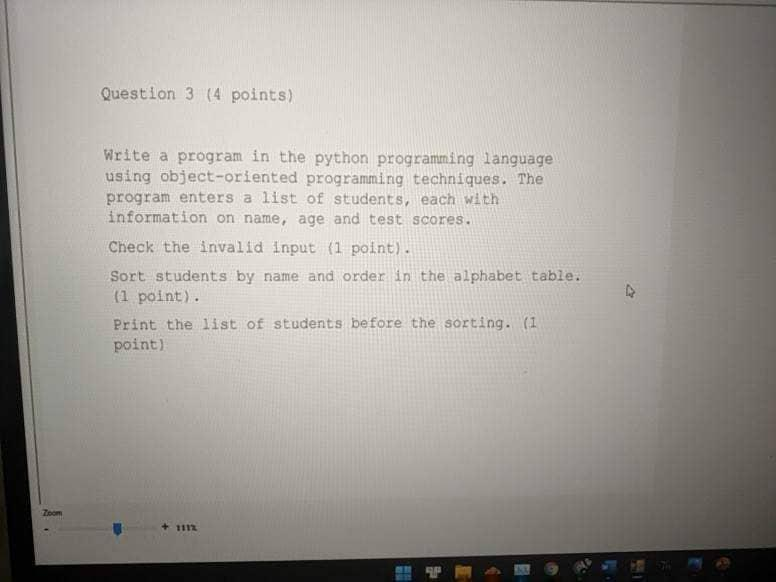 Question 3 (4 points)
Write a program in the python programming language
using object-oriented programming techniques. The
program enters a list of students, each with
information on name, age and test scores.
Check the invalid input (1 point).
Sort students by name and order in the alphabet table.
(1 point).
Print the list of students before the sorting. (1
point)
Zoom
- + 111%